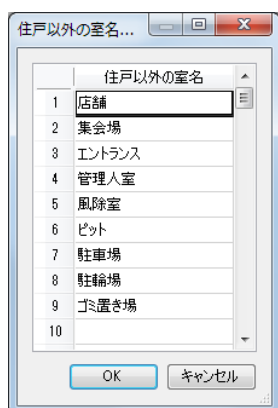 住戸以外の室名...
住戸以外の室名
1 店舗
2 集会場
3 エントランス
4 管理人室
5 風除室
6 ピット
7 駐車場
8 駐輪場
9 ゴミ置き場
10
OK キャンセル